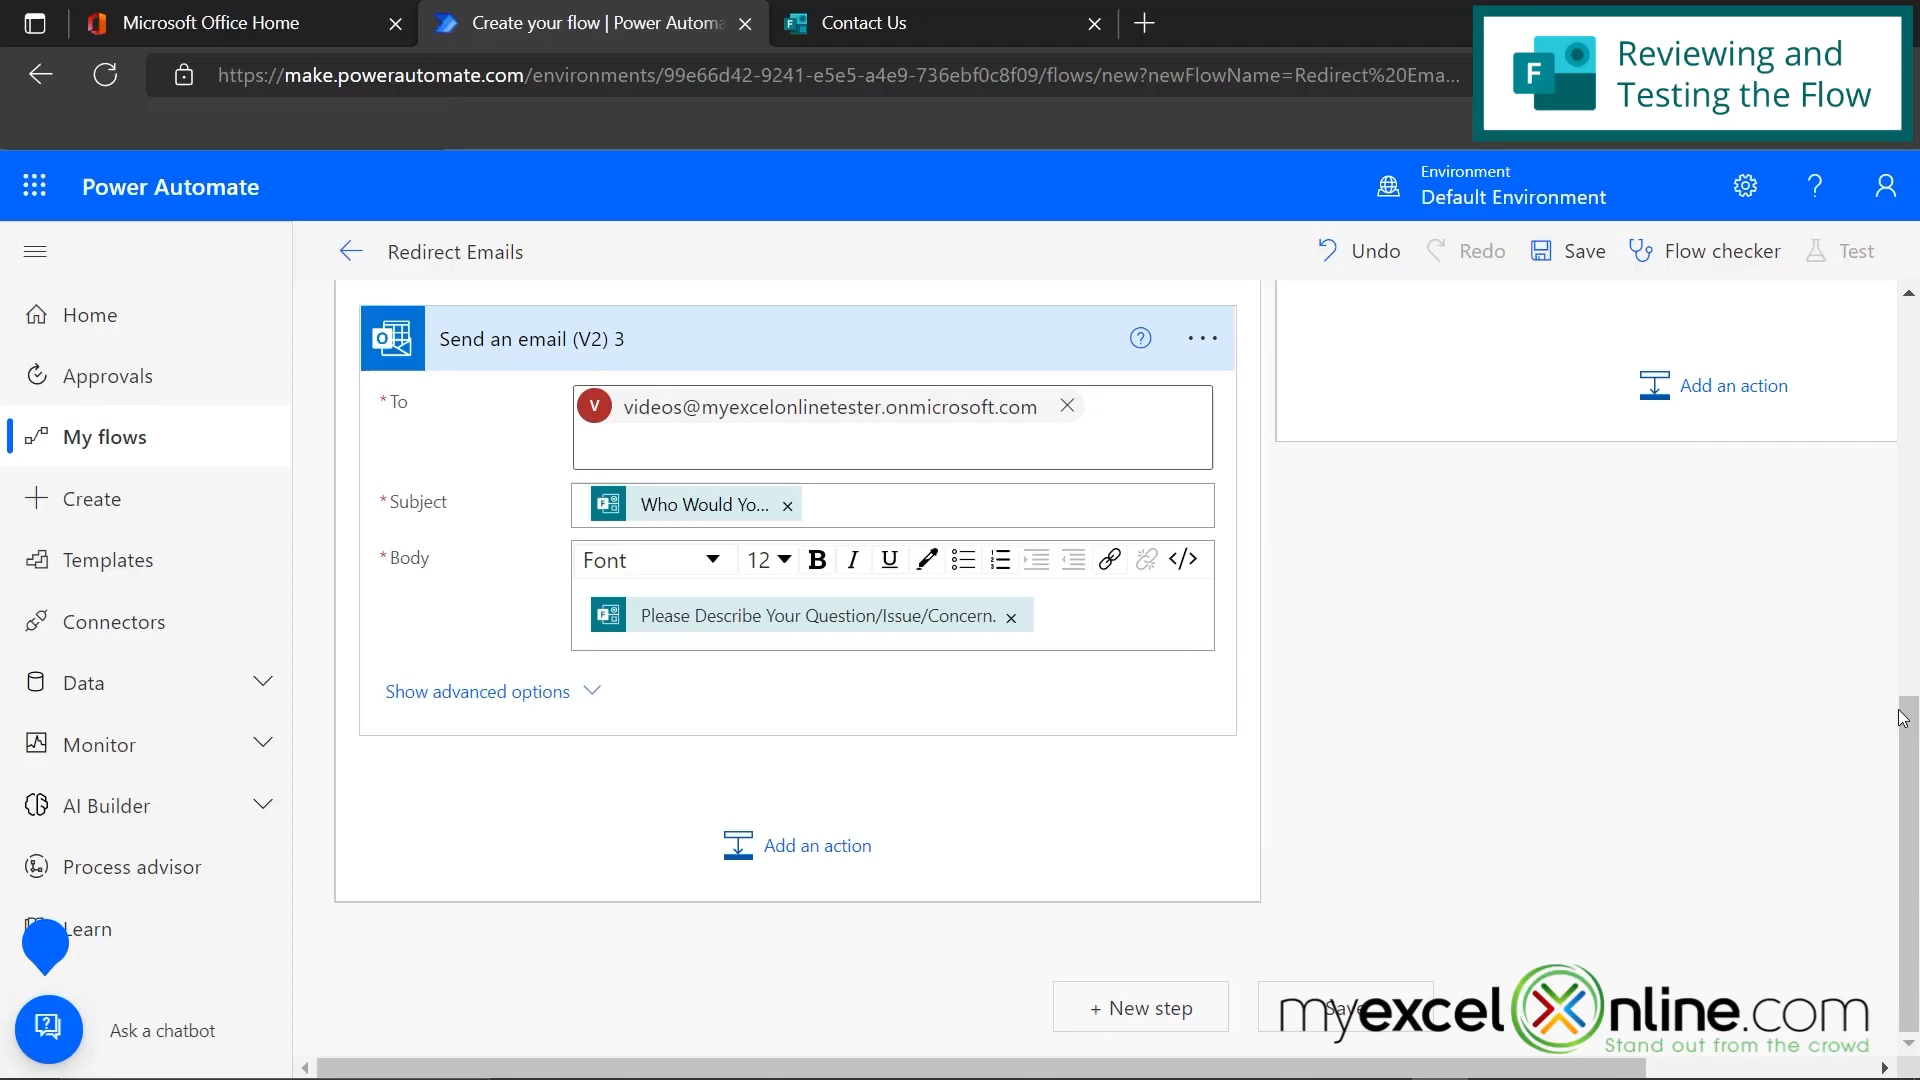 Microsoft Office Home
Create your flow | Power Automa
Contact Us
https://make.powerautomate.com/environments/99e66d42-9241-e5e5-a4e9-736ebf0c8f09/flows/new?newFlowName=Redirect%20Ema...
F
Reviewing and
Testing the Flow
Power Automate
Environment
Default Environment
?
Redirect Emails
Undo
Redo
Save
Flow checker
Test
Home
Approvals
My flows
Create
Templates
Connectors
Data
Monitor
AI Builder
Process advisor
Learn
Ask a chatbot
Send an email (V2) 3
* To
V
videos@myexcelonlinetester.onmicrosoft.com
* Subject
Who Would Yo...
* Body
Font
12
B I U </>
Please Describe Your Question/Issue/Concern.
Show advanced options
Add an action
Add an action
+ New step
Save
myexcelonline.com
Stand out from the crowd